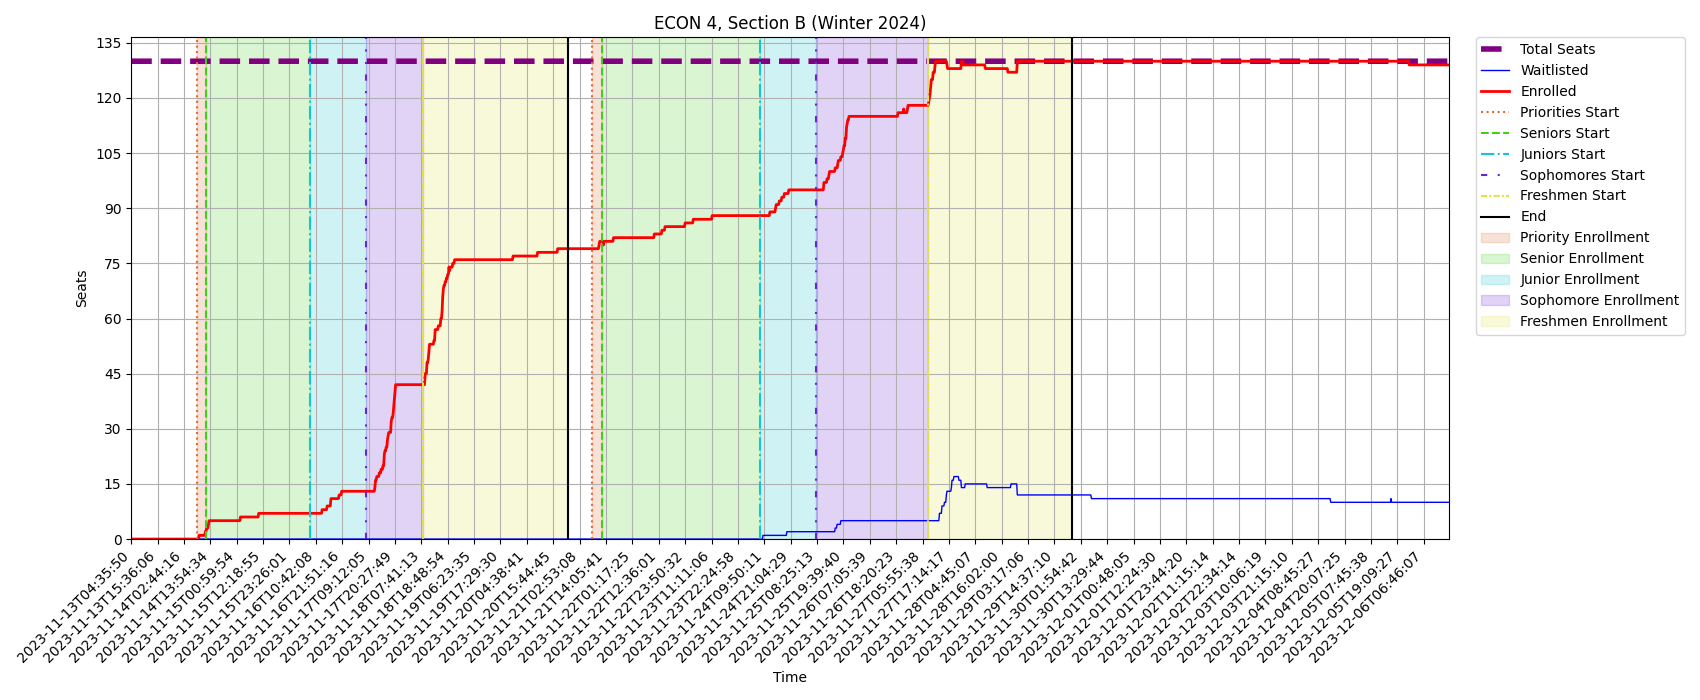 ECON 4, Section B (Winter 2024)
Seats
135
120
105
90
75
60
45
30
15
0
2023-11-13T04:35:50
2023-11-13T15:36:06
2023-11-14T02:44:16
2023-11-14T13:54:34
2023-11-15T00:59:54
2023-11-15T12:18:55
2023-11-15T23:26:01
2023-11-16T10:42:08
2023-11-16T21:51:16
2023-11-17T09:12:05
2023-11-17T20:27:49
2023-11-18T07:41:13
2023-11-18T18:48:54
2023-11-19T06:23:35
2023-11-19T17:29:30
2023-11-20T04:38:41
2023-11-20T15:44:45
2023-11-21T02:53:08
2023-11-21T14:05:41
2023-11-22T01:17:25
2023-11-22T12:36:01
2023-11-22T23:50:32
2023-11-23T11:11:06
2023-11-23T22:24:58
2023-11-24T09:50:11
2023-11-24T21:04:29
2023-11-25T08:25:13
2023-11-25T19:39:40
2023-11-26T07:05:39
2023-11-26T18:20:23
2023-11-27T05:55:38
2023-11-27T17:14:17
2023-11-28T04:45:07
2023-11-28T16:02:00
2023-11-29T03:17:06
2023-11-29T14:37:10
2023-11-30T01:54:42
2023-11-30T13:29:44
2023-12-01T00:48:05
2023-12-01T12:24:30
2023-12-01T23:44:20
2023-12-02T11:15:14
2023-12-02T22:34:14
2023-12-03T10:06:19
2023-12-03T21:15:10
2023-12-04T08:45:27
2023-12-04T20:07:25
2023-12-05T07:45:38
2023-12-05T19:09:27
2023-12-06T06:46:07
Time
Total Seats
Waitlisted
Enrolled
Priorities Start
Seniors Start
Juniors Start
Sophomores Start
Freshmen Start
End
Priority Enrollment
Senior Enrollment
Junior Enrollment
Sophomore Enrollment
Freshmen Enrollment